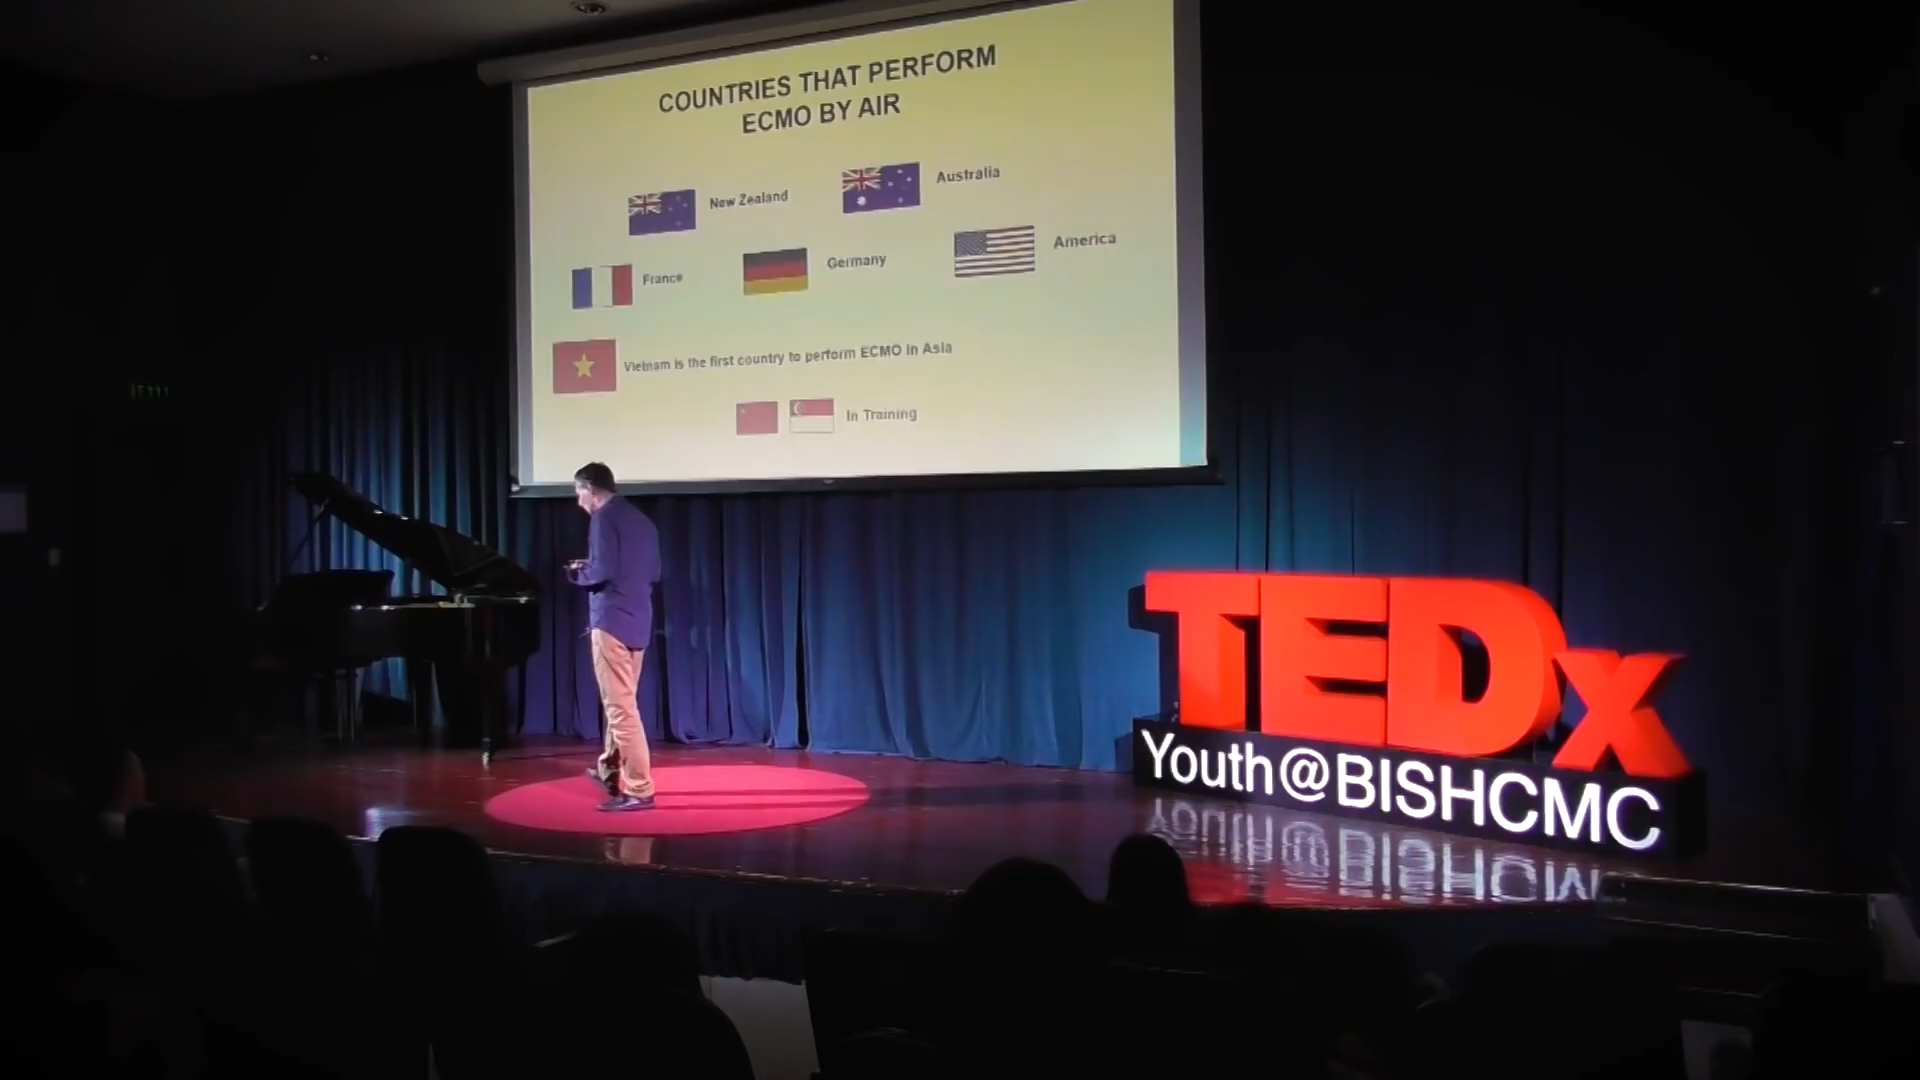 COUNTRIES THAT PERFORM
ECMO BY AIR
New Zealand
Australia
France
Germany
America
Vietnam is the first country to perform ECMO in Asia
In Training
TEDx
Youth@BISHCMC